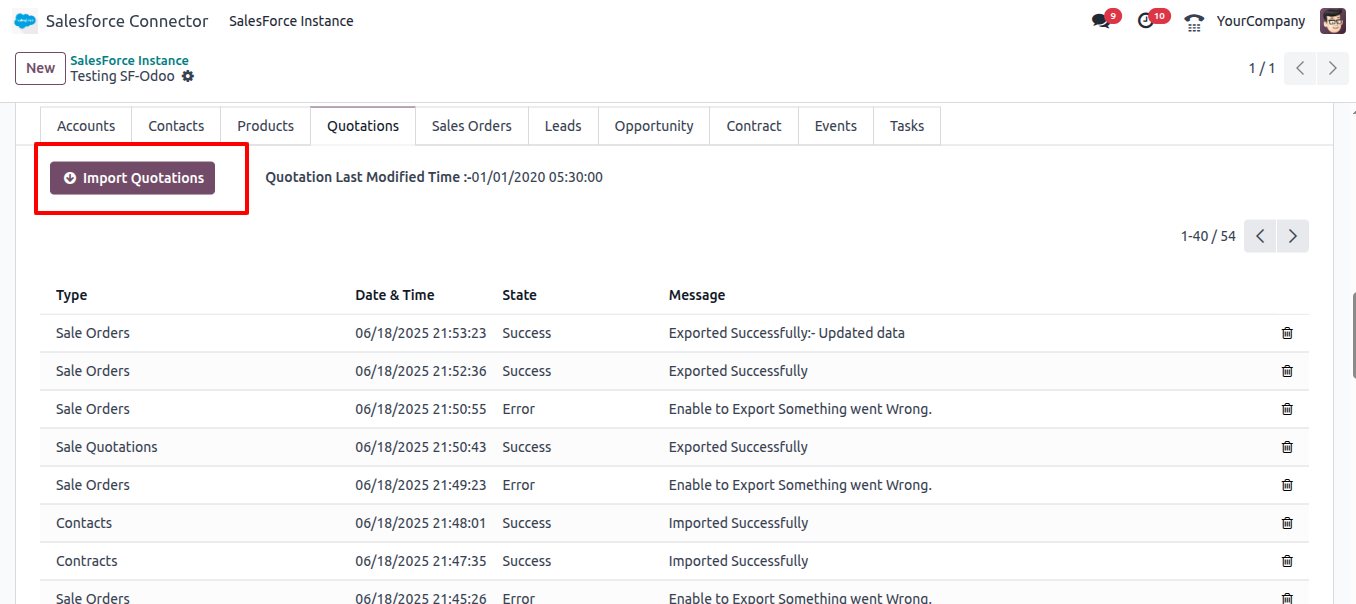 Salesforce Connector SalesForce Instance 9 10 YourCompany
New SalesForce Instance
Testing SF-Odoo 1 / 1
Accounts Contacts Products Quotations Sales Orders Leads Opportunity Contract Events Tasks
Import Quotations Quotation Last Modified Time :-01/01/2020 05:30:00
1-40 / 54
Type Date & Time State Message
Sale Orders 06/18/2025 21:53:23 Success Exported Successfully:- Updated data
Sale Orders 06/18/2025 21:52:36 Success Exported Successfully
Sale Orders 06/18/2025 21:50:55 Error Enable to Export Something went Wrong.
Sale Quotations 06/18/2025 21:50:43 Success Exported Successfully
Sale Orders 06/18/2025 21:49:23 Error Enable to Export Something went Wrong.
Contacts 06/18/2025 21:48:01 Success Imported Successfully
Contracts 06/18/2025 21:47:35 Success Imported Successfully
Sale Orders 06/18/2025 21:45:26 Error Enable to Export Something went Wrong.